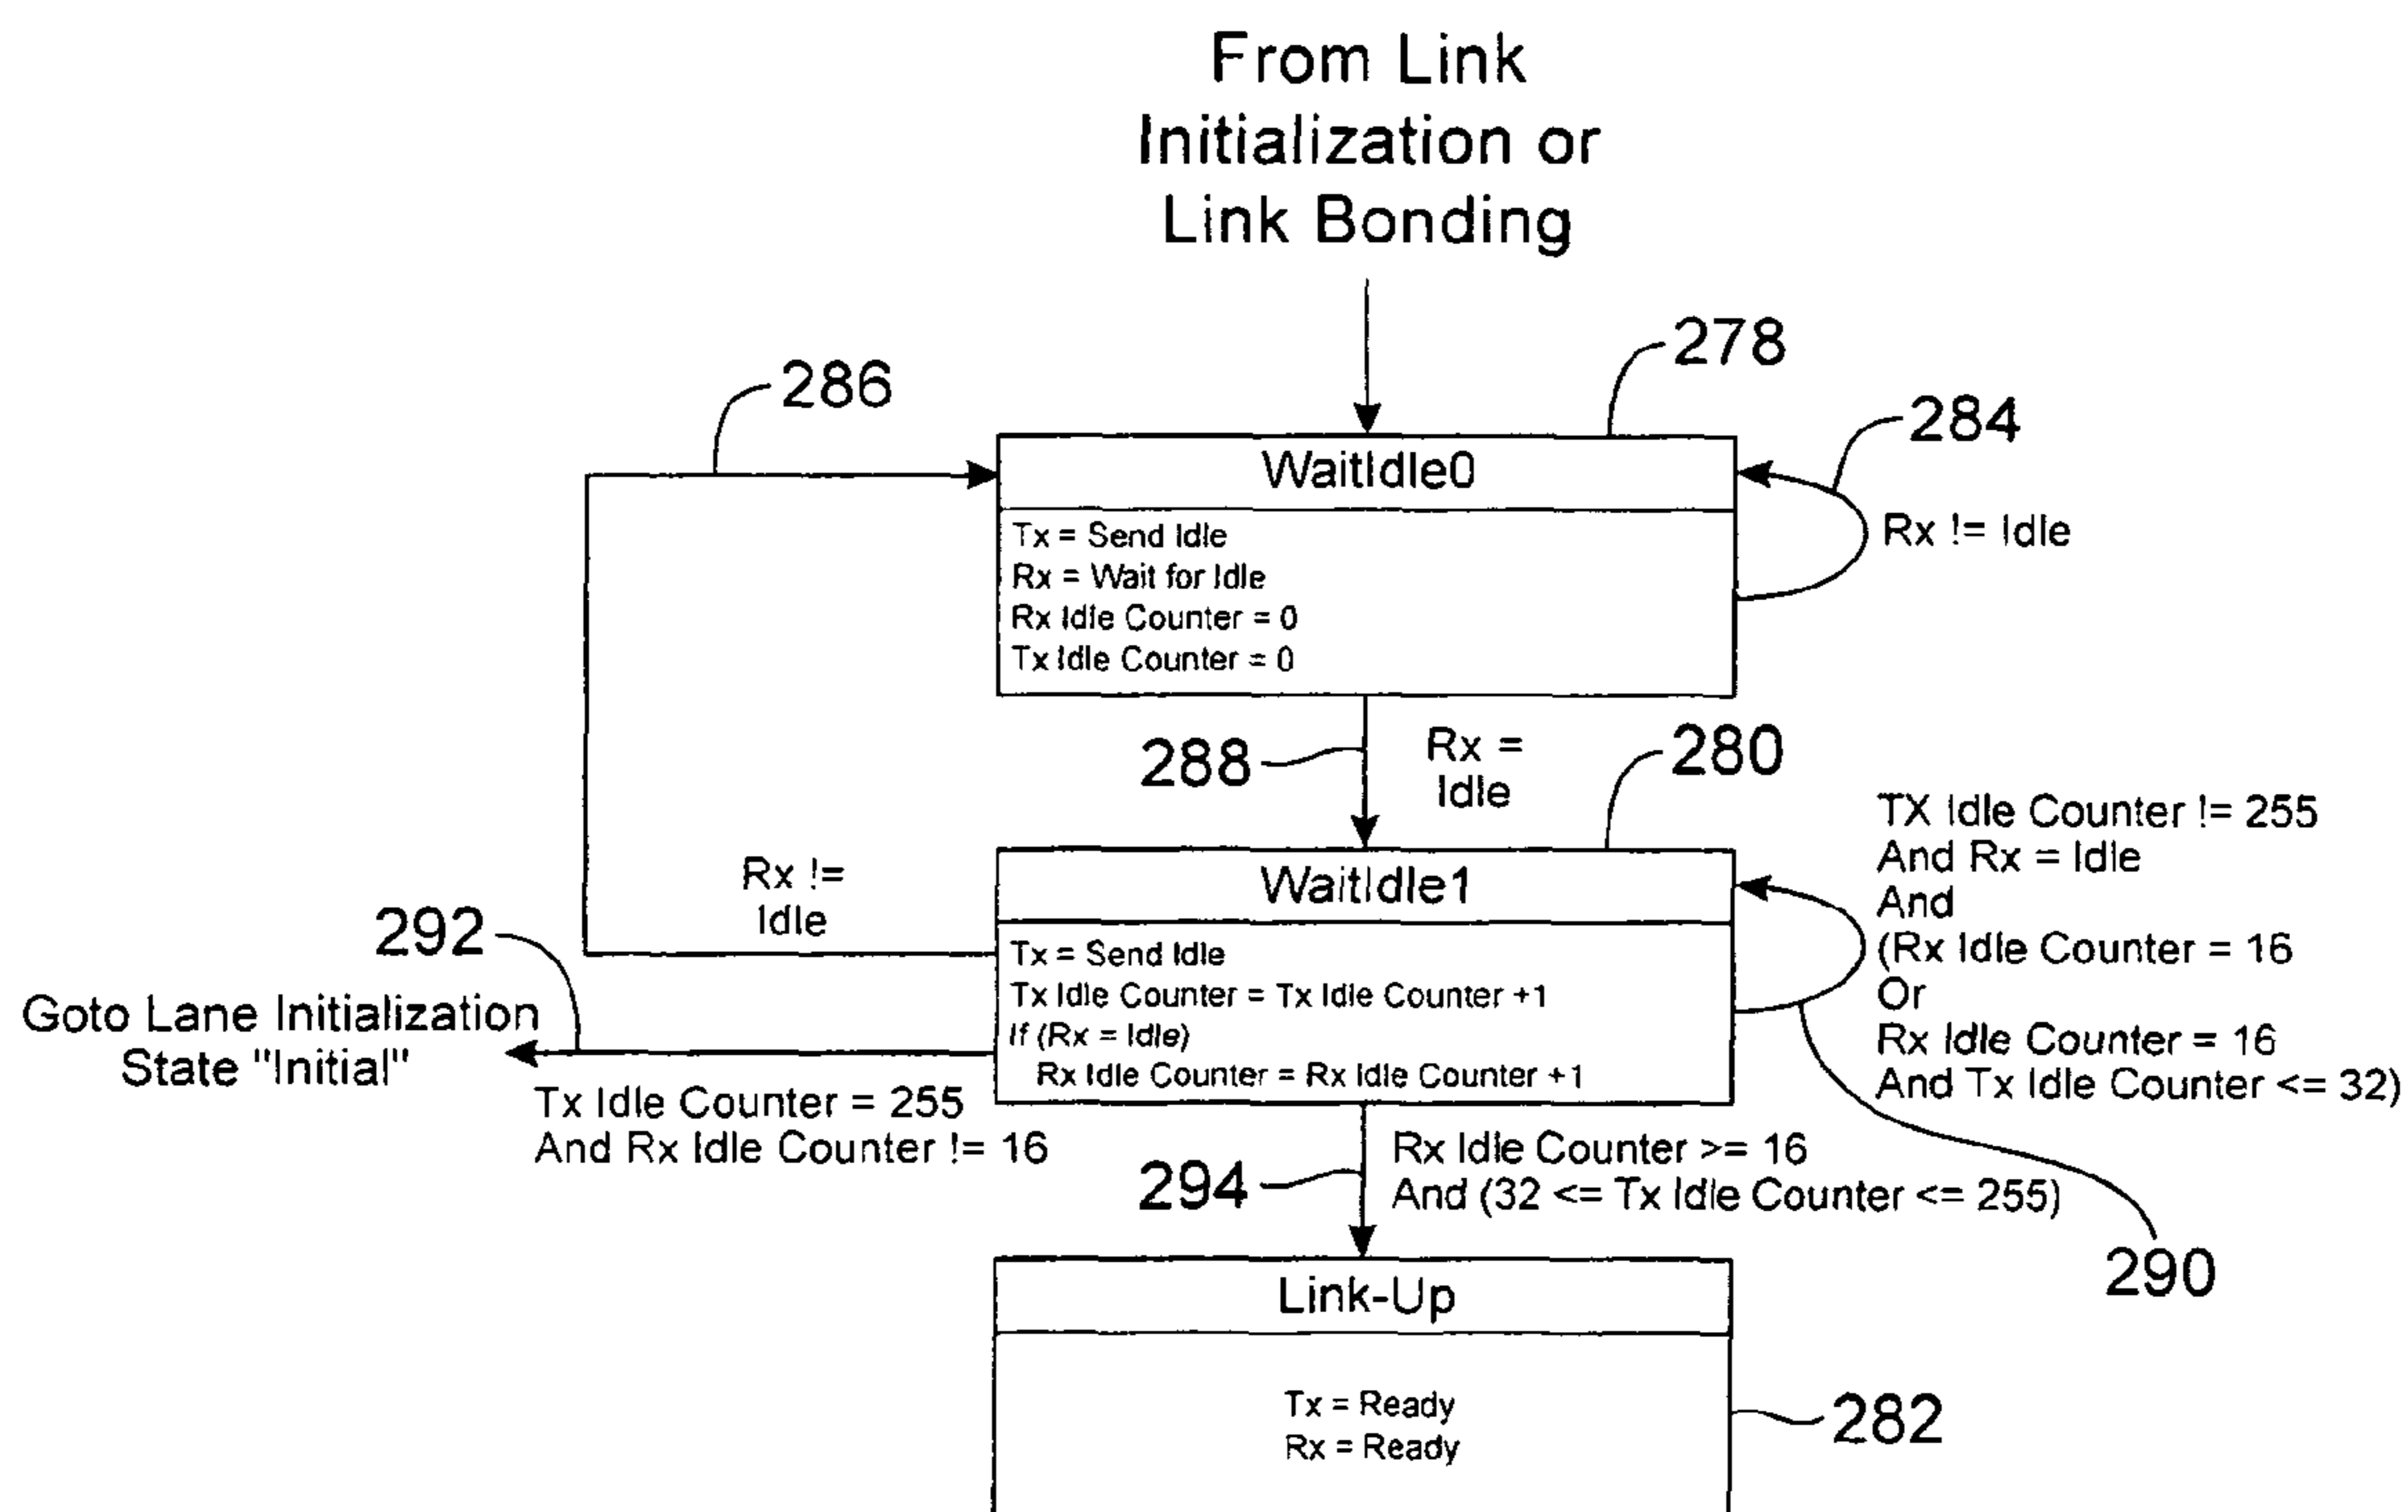 From Link
Initialization or
Link Bonding
278
286
284
WaitIdle0
Rx != Idle
Tx = Send Idle
Rx = Wait for Idle
Rx Idle Counter = 0
Tx Idle Counter = 0
288
Rx =
Idle
280
TX Idle Counter != 255
And Rx = Idle
And
(Rx Idle Counter = 16
Or
Rx Idle Counter = 16
And Tx Idle Counter <= 32)
Rx !=
Idle
WaitIdle1
292
Tx = Send Idle
Tx Idle Counter = Tx Idle Counter +1
If (Rx = Idle)
Rx Idle Counter = Rx Idle Counter +1
Goto Lane Initialization
State "Initial"
Tx Idle Counter = 255
And Rx Idle Counter != 16
294
Rx Idle Counter >= 16
And (32 <= Tx Idle Counter <= 255)
290
Link-Up
Tx = Ready
Rx = Ready
282